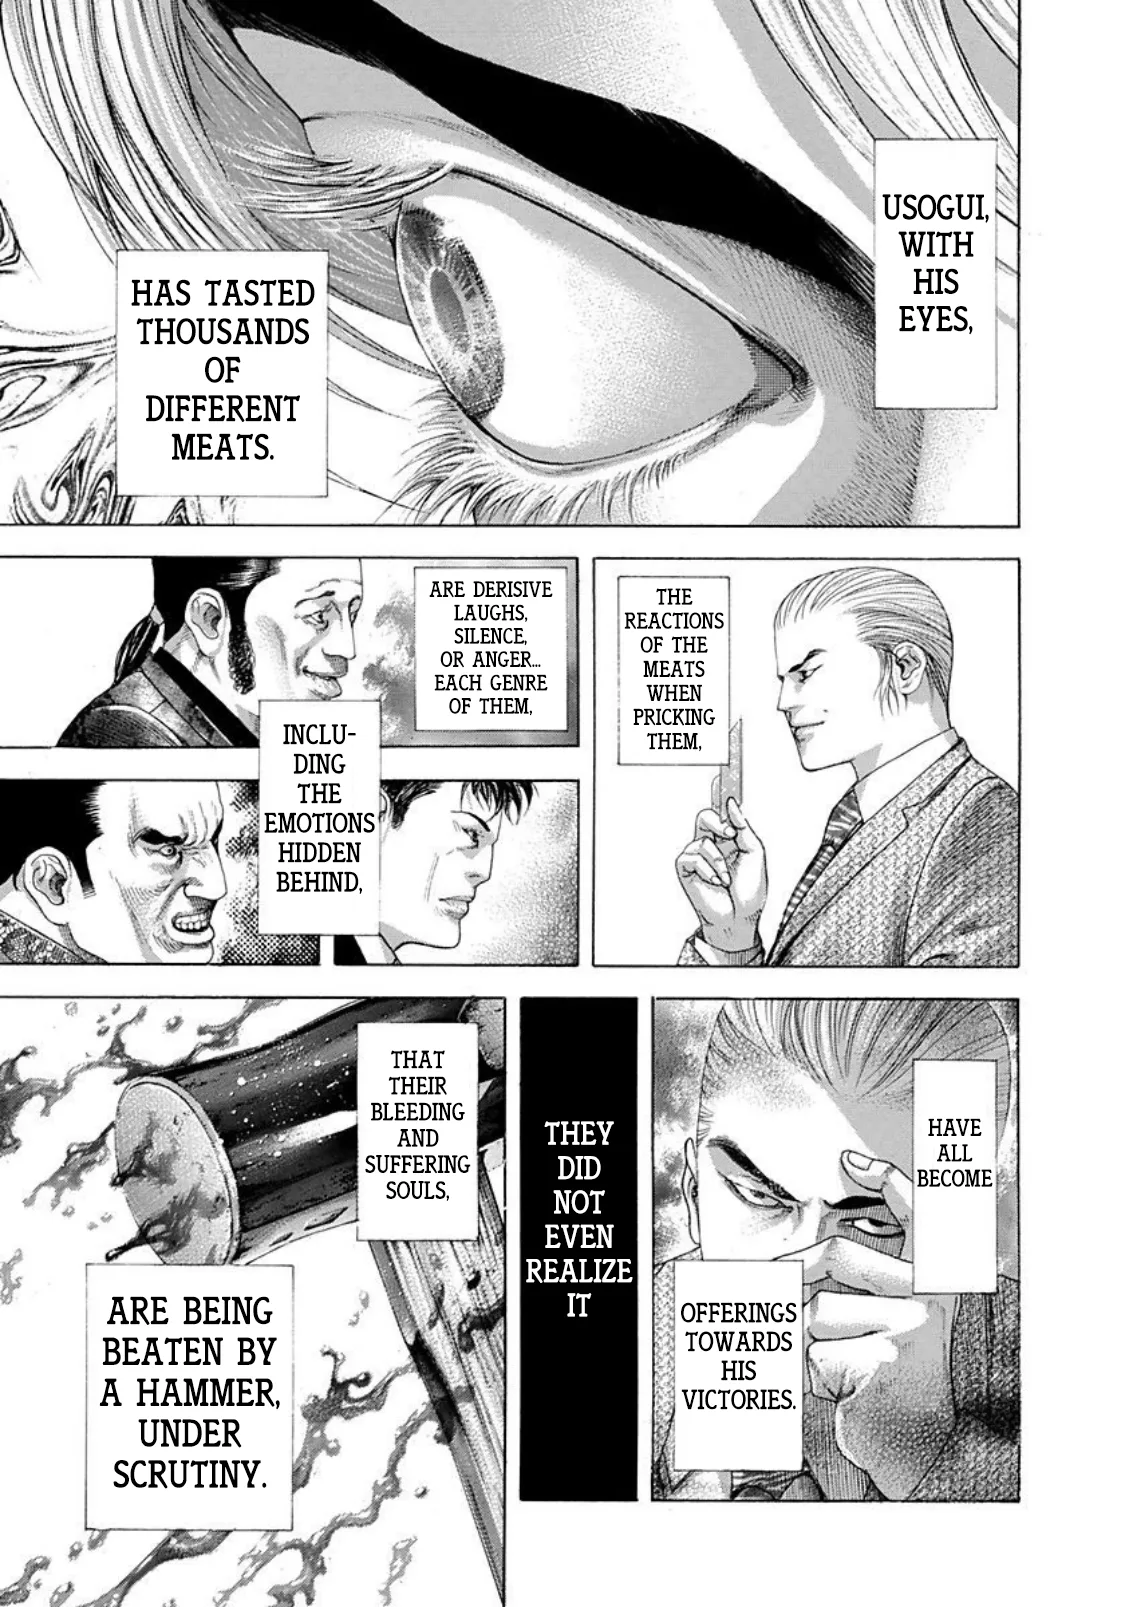 USOGUI,
WITH
HIS
EYES,
HAS TASTED
THOUSANDS
OF
DIFFERENT
MEATS.
THE
REACTIONS
OF THE
MEATS
WHEN
PRICKING
THEM,
ARE DERISIVE
LAUGHS,
SILENCE,
OR ANGER...
EACH GENRE
OF THEM,
INCLU-
DING
THE
EMOTIONS
HIDDEN
BEHIND,
HAVE
ALL
BECOME
OFFERINGS
TOWARDS
HIS
VICTORIES.
THEY
DID
NOT
EVEN
REALIZE
IT
THAT
THEIR
BLEEDING
AND
SUFFERING
SOULS,
ARE BEING
BEATEN BY
A HAMMER,
UNDER
SCRUTINY.